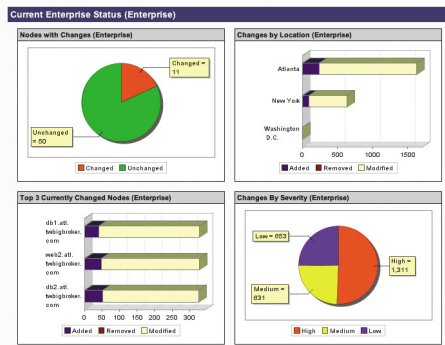 Current Enterprise Status (Enterprise)
Nodes with Changes (Enterprise)
Changed =
11
Unchanged
= 50
Changed Unchanged
Changes by Location (Enterprise)
Atlanta
New York
Washington
D.C.
0 500 1000 1500
Added Removed Modified
Top 3 Currently Changed Nodes (Enterprise)
db1.atl.
twbigbroker.
com
web2.atl.
twbigbroker.
com
db2.atl.
twbigbroker.
com
0 50 100 150 200 250 300
Added Removed Modified
Changes By Severity (Enterprise)
Low = 653
High =
1,311
Medium =
631
High Medium Low